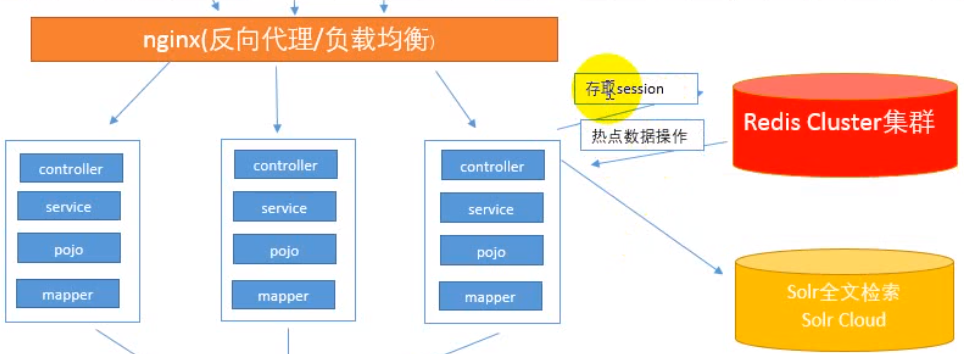 nginx(反向代理/负载均衡)
存取session
Redis Cluster集群
热点数据操作
controller
service
pojo
mapper
controller
service
pojo
mapper
controller
service
pojo
mapper
Solr全文检索
Solr Cloud